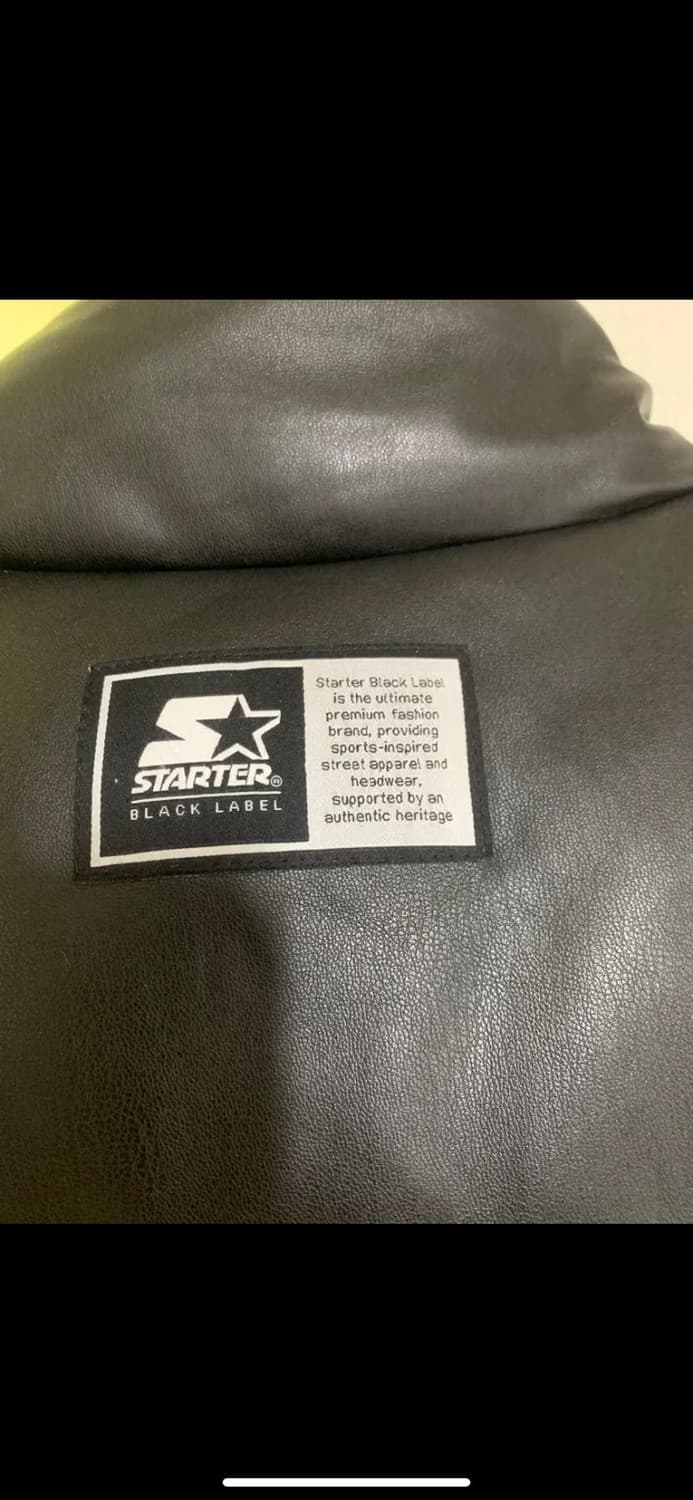 STARTER®
BLACK LABEL
Starter Black Label
is the ultimate
premium fashion
brand, providing
sports-inspired
street apparel and
headwear,
supported by an
authentic heritage